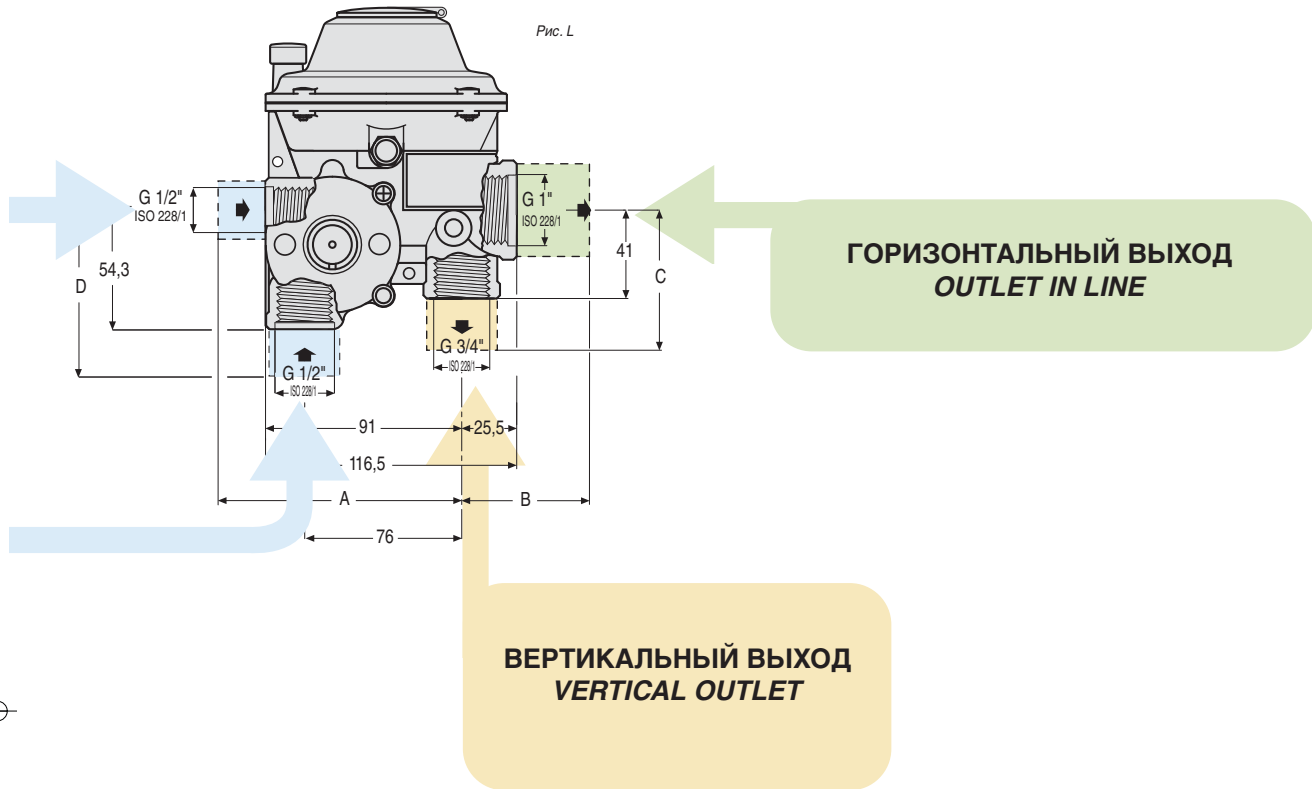 Рис. L
G 1/2"
ISO 228/1
G 1"
ISO 228/1
ГОРИЗОНТАЛЬНЫЙ ВЫХОД
OUTLET IN LINE
41
C
54,3
D
G 3/4"
ISO 228/1
G 1/2"
ISO 228/1
91
25,5
116,5
A
B
76
ВЕРТИКАЛЬНЫЙ ВЫХОД
VERTICAL OUTLET